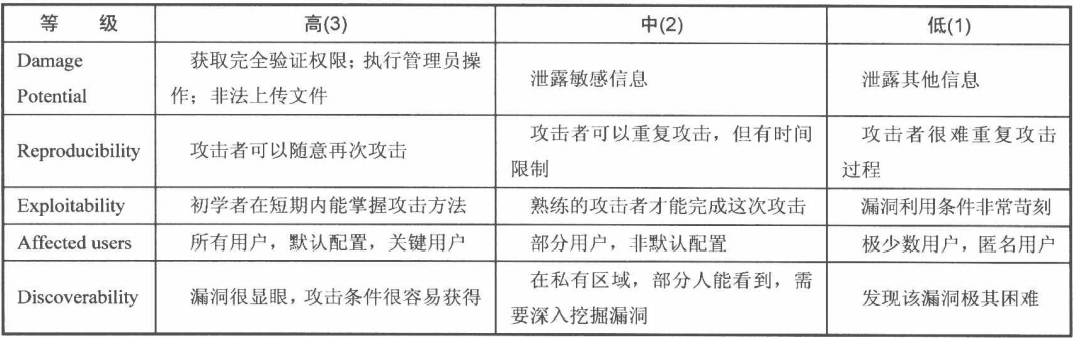 等 级 高(3) 中(2) 低(1)
Damage
Potential
获取完全验证权限；执行管理员操
作；非法上传文件
泄露敏感信息
泄露其他信息
Reproducibility
攻击者可以随意再次攻击
攻击者可以重复攻击，但有时间
限制
攻击者很难重复攻击
过程
Exploitability
初学者在短期内能掌握攻击方法
熟练的攻击者才能完成这次攻击
漏洞利用条件非常苛刻
Affected users
所有用户，默认配置，关键用户
部分用户，非默认配置
极少数用户，匿名用户
Discoverability
漏洞很显眼，攻击条件很容易获得
在私有区域，部分人能看到，需
要深入挖掘漏洞
发现该漏洞极其困难